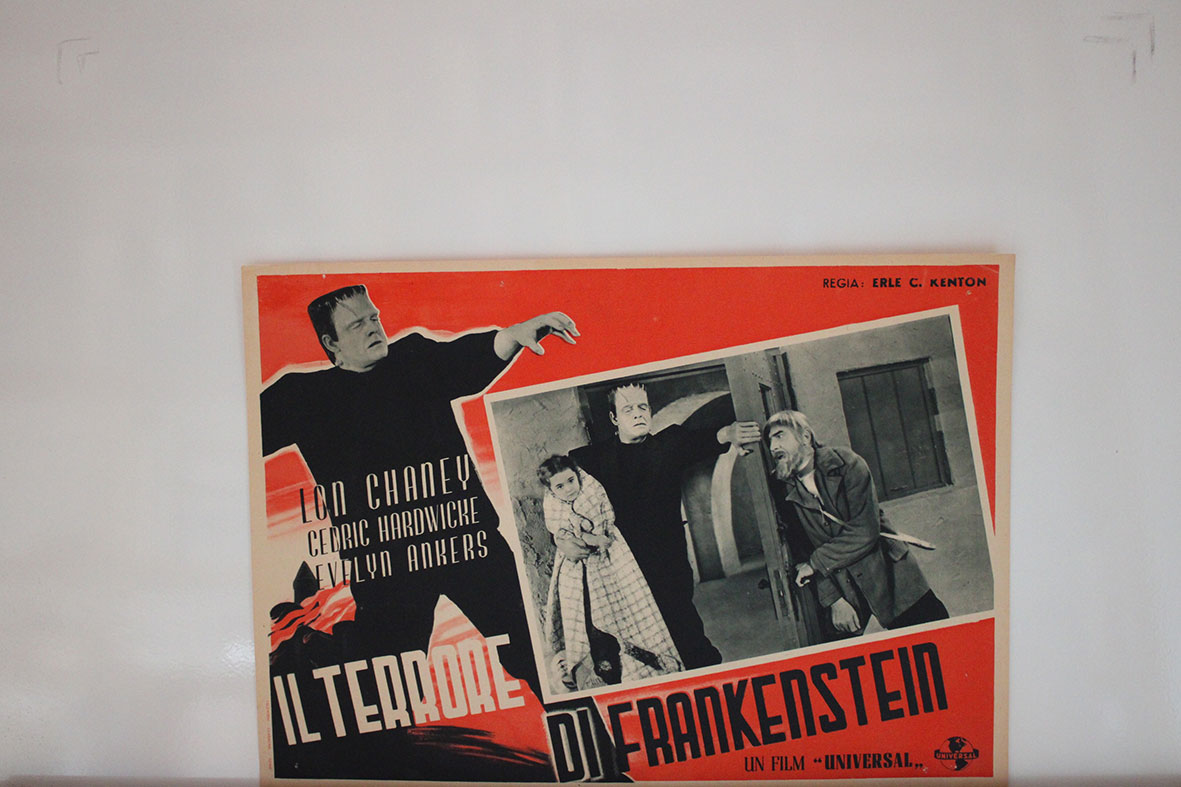 REGIA: ERLE C. KENTON
LON CHANEY
CEDRIC HARDWICKE
EVELYN ANKERS
IL TERRORE
DI FRANKENSTEIN
UN FILM "UNIVERSAL"
UNIVERSAL